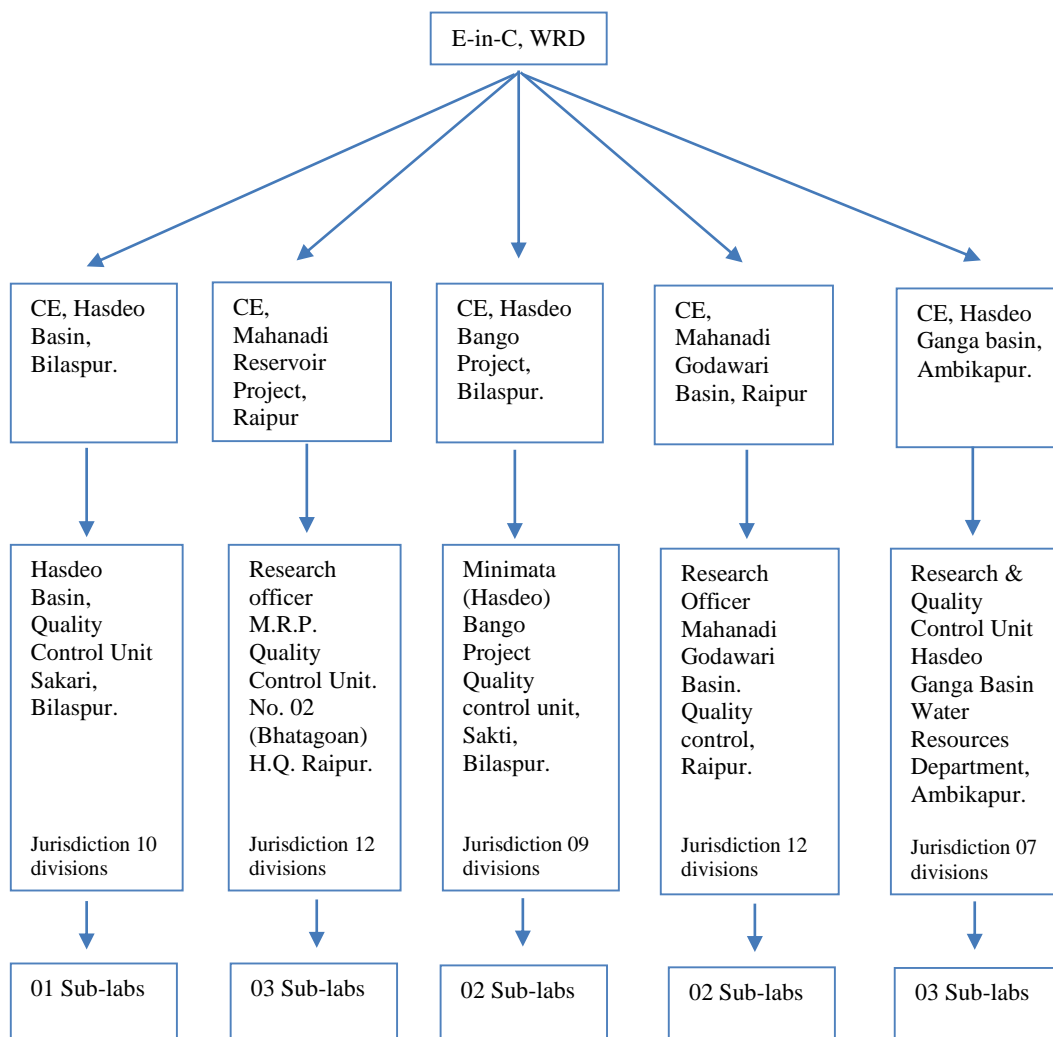 E-in-C, WRD
CE, Hasdeo
Basin,
Bilaspur.
CE,
Mahanadi
Reservoir
Project,
Raipur
CE, Hasdeo
Bango
Project,
Bilaspur.
CE,
Mahanadi
Godawari
Basin, Raipur
CE, Hasdeo
Ganga basin,
Ambikapur.
Hasdeo
Basin,
Quality
Control Unit
Sakari,
Bilaspur.
Jurisdiction 10
divisions
Research
officer
M.R.P.
Quality
Control Unit.
No. 02
(Bhatagoan)
H.Q. Raipur.
Jurisdiction 12
divisions
Minimata
(Hasdeo)
Bango
Project
Quality
control unit,
Sakti,
Bilaspur.
Jurisdiction 09
divisions
Research
Officer
Mahanadi
Godawari
Basin.
Quality
control,
Raipur.
Jurisdiction 12
divisions
Research &
Quality
Control Unit
Hasdeo
Ganga Basin
Water
Resources
Department,
Ambikapur.
Jurisdiction 07
divisions
01 Sub-labs
03 Sub-labs
02 Sub-labs
02 Sub-labs
03 Sub-labs